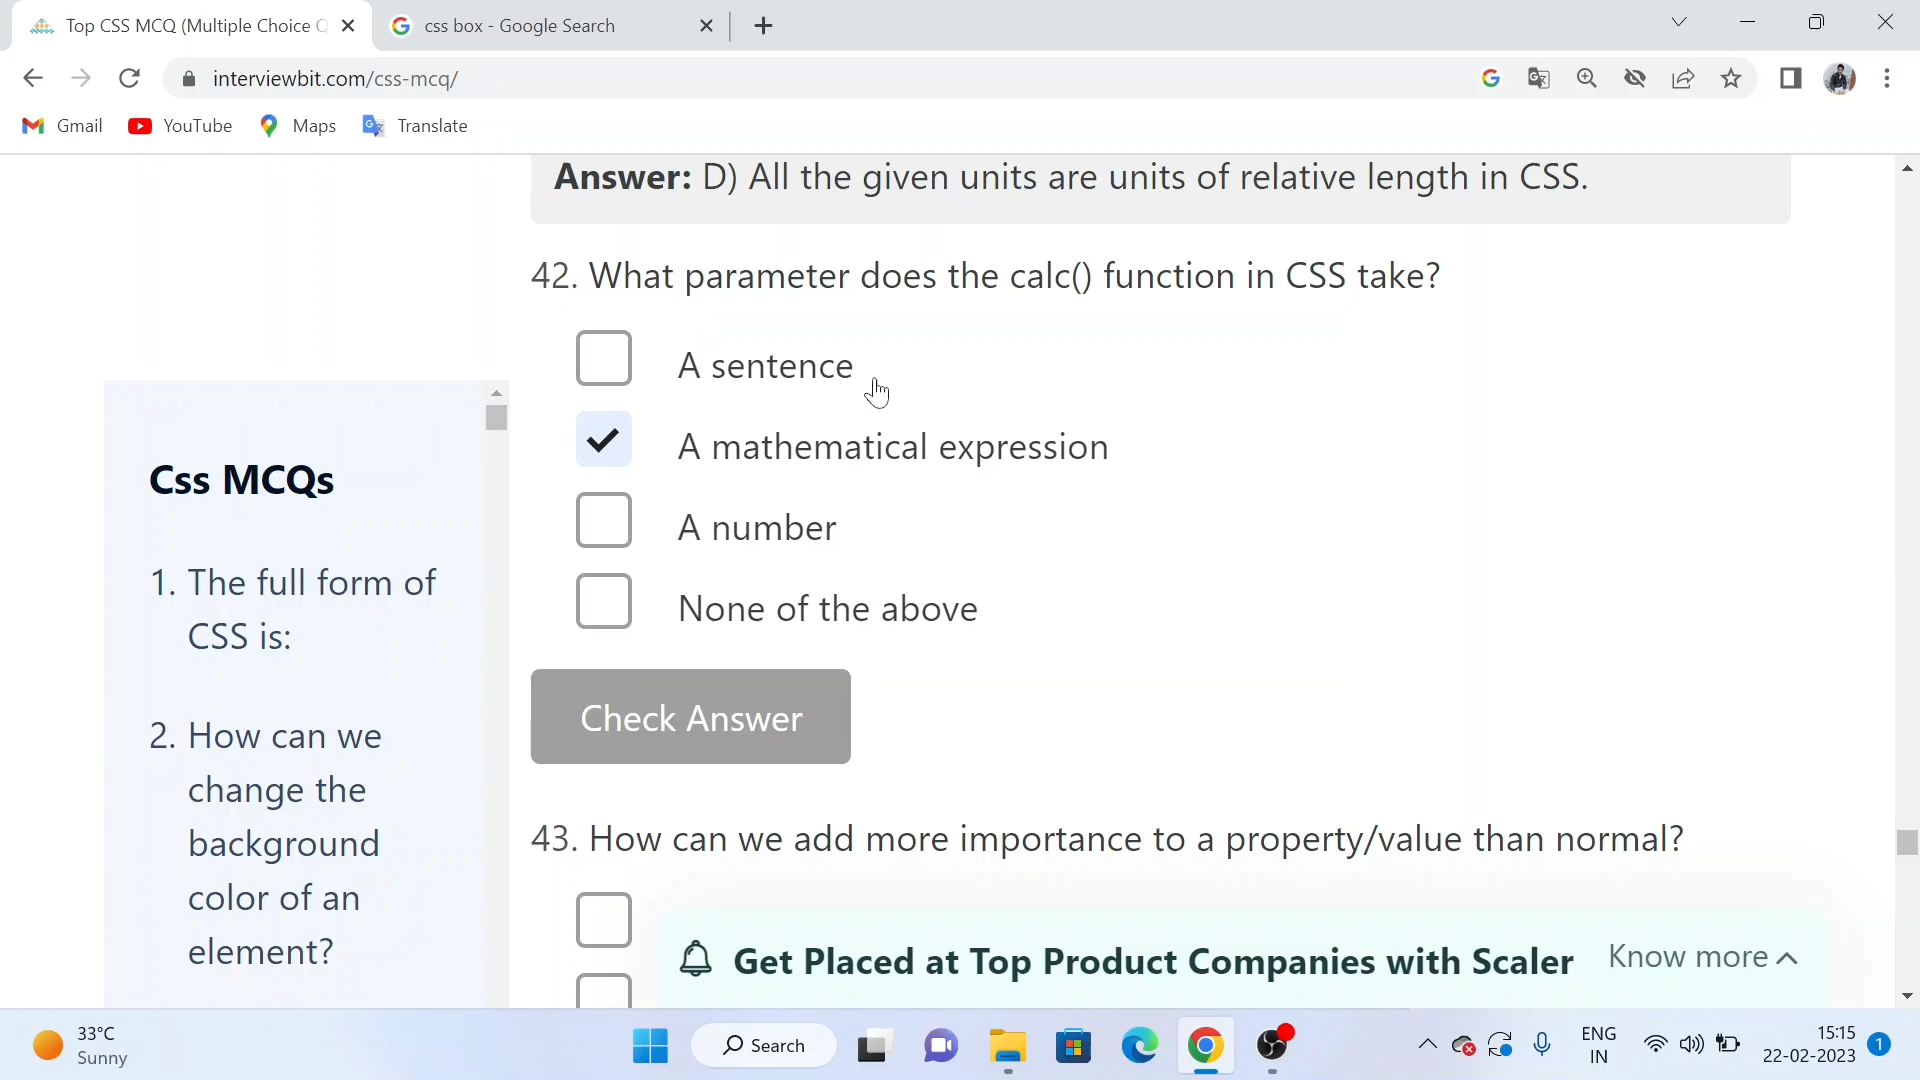 Top CSS MCQ (Multiple Choice Q
css box - Google Search
interviewbit.com/css-mcq/
Gmail
YouTube
Maps
Translate
Answer: D) All the given units are units of relative length in CSS.
42. What parameter does the calc() function in CSS take?
A sentence
A mathematical expression
A number
None of the above
Check Answer
Css MCQs
1. The full form of
CSS is:
2. How can we
change the
background
color of an
element?
43. How can we add more importance to a property/value than normal?
Get Placed at Top Product Companies with Scaler
Know more
33°C
Sunny
Search
ENG
IN
15:15
22-02-2023
1